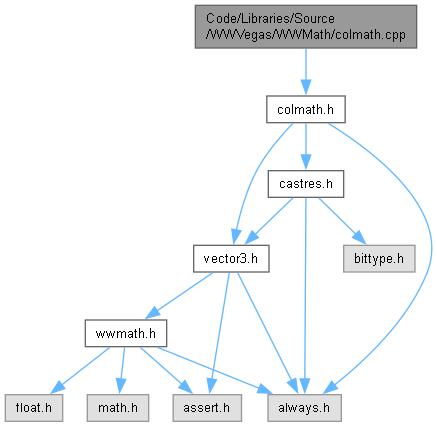 Code/Libraries/Source
/WWVegas/WWMath/colmath.cpp
colmath.h
castres.h
vector3.h
bittype.h
wwmath.h
float.h
math.h
assert.h
always.h